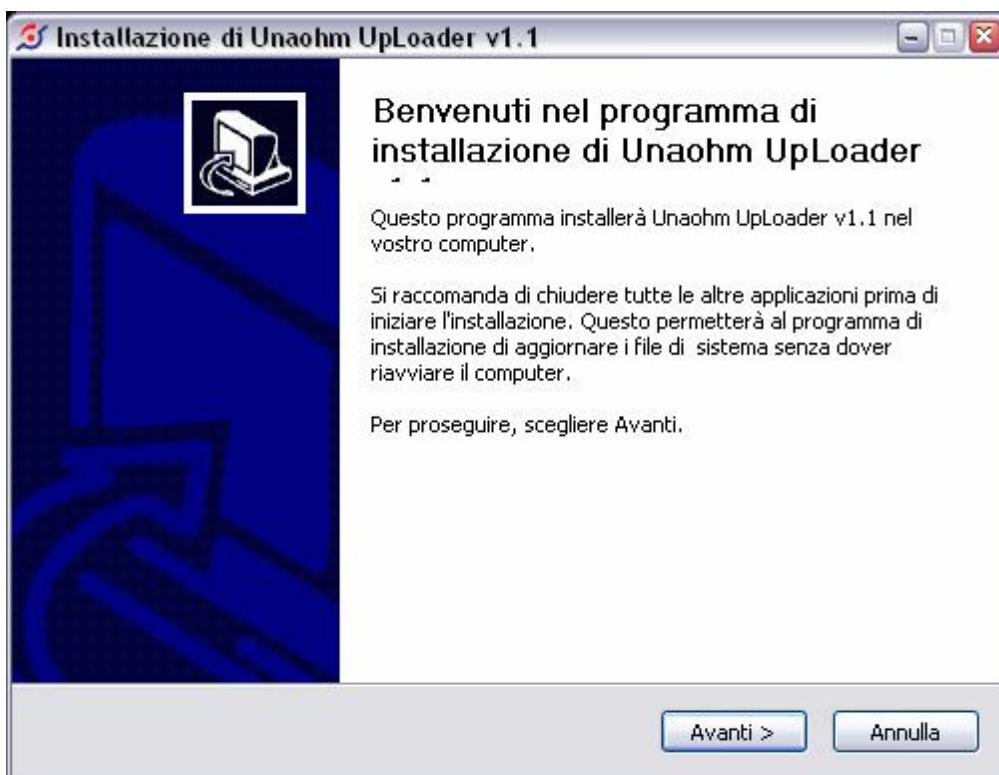 Installazione di Unaohm UpLoader v1.1
Benvenuti nel programma di
installazione di Unaohm UpLoader
Questo programma installerà Unaohm UpLoader v1.1 nel
vostro computer.
Si raccomanda di chiudere tutte le altre applicazioni prima di
iniziare l'installazione. Questo permetterà al programma di
installazione di aggiornare i file di  sistema senza dover
riavviare il computer.
Per proseguire, scegliere Avanti.
Avanti >
Annulla